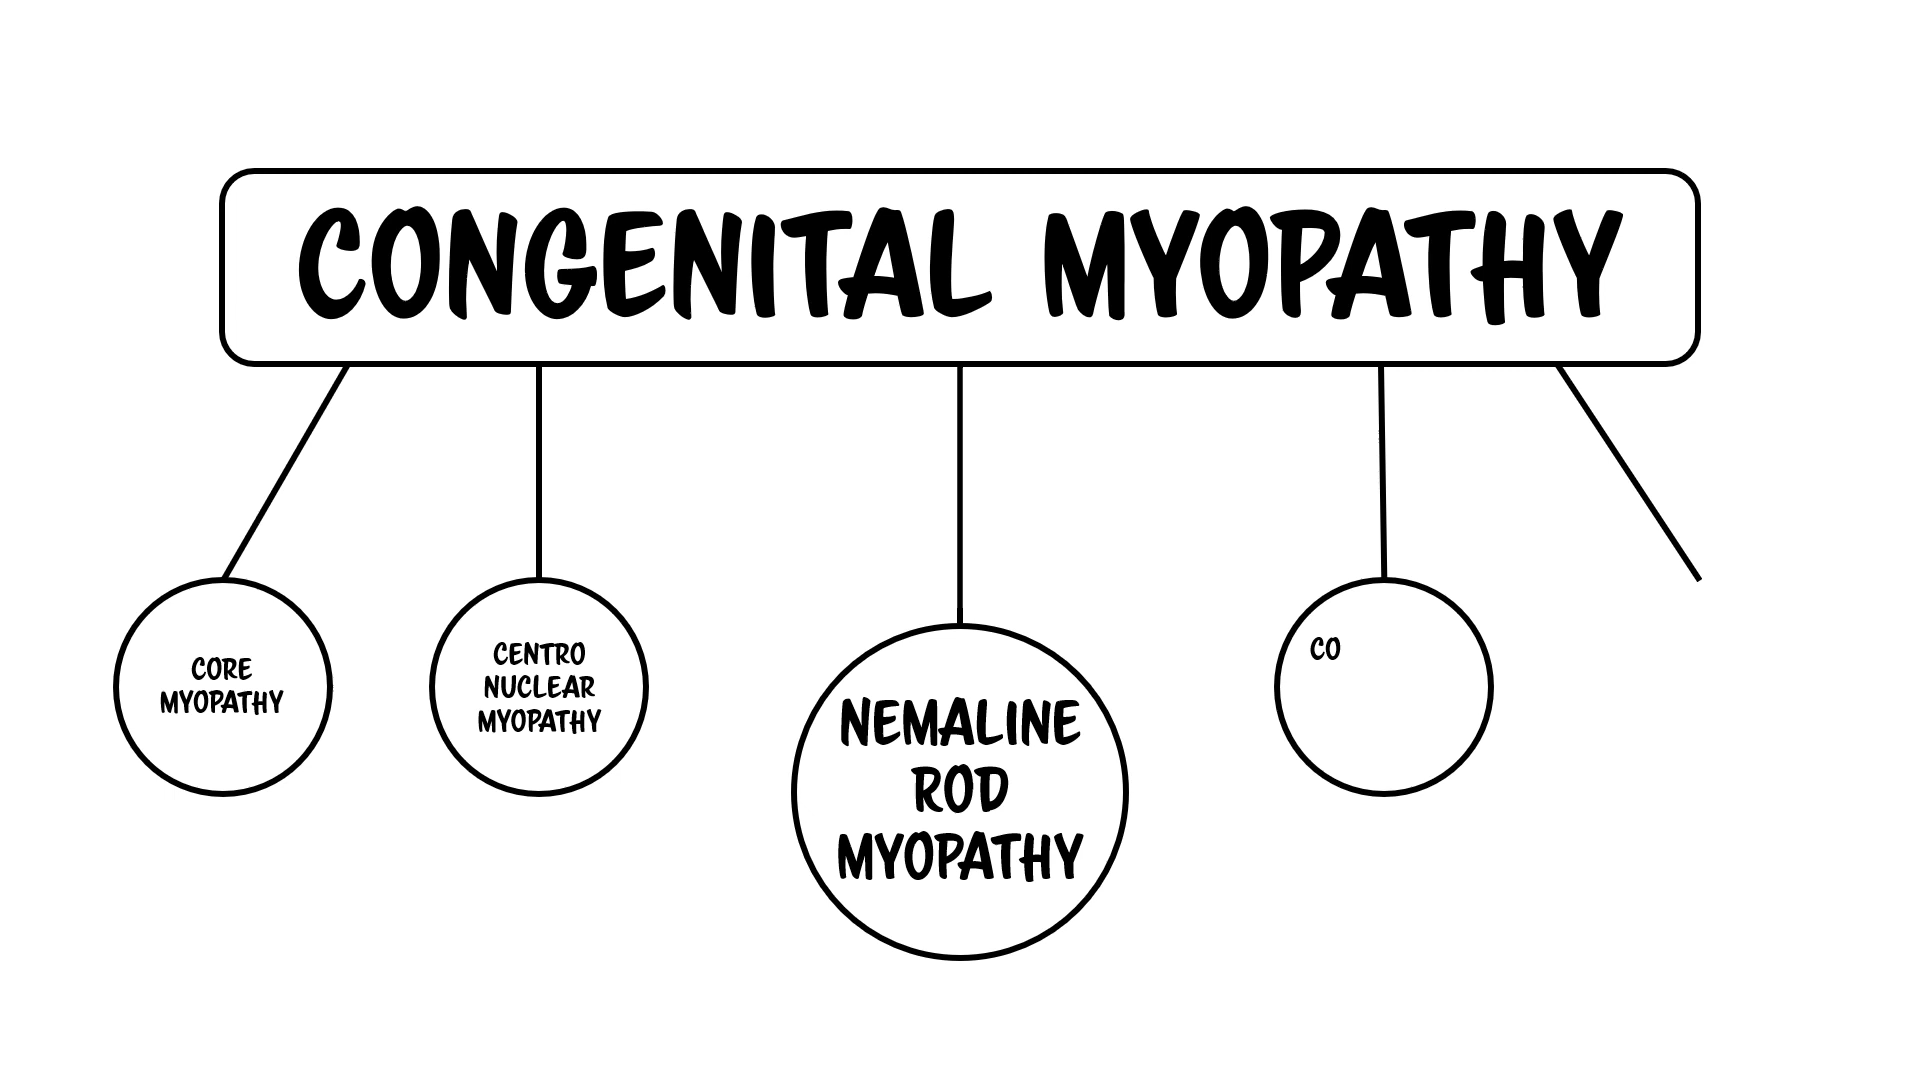 CONGENITAL MYOPATHY
CORE
MYOPATHY
CENTRO
NUCLEAR
MYOPATHY
NEMALINE
ROD
MYOPATHY
CO